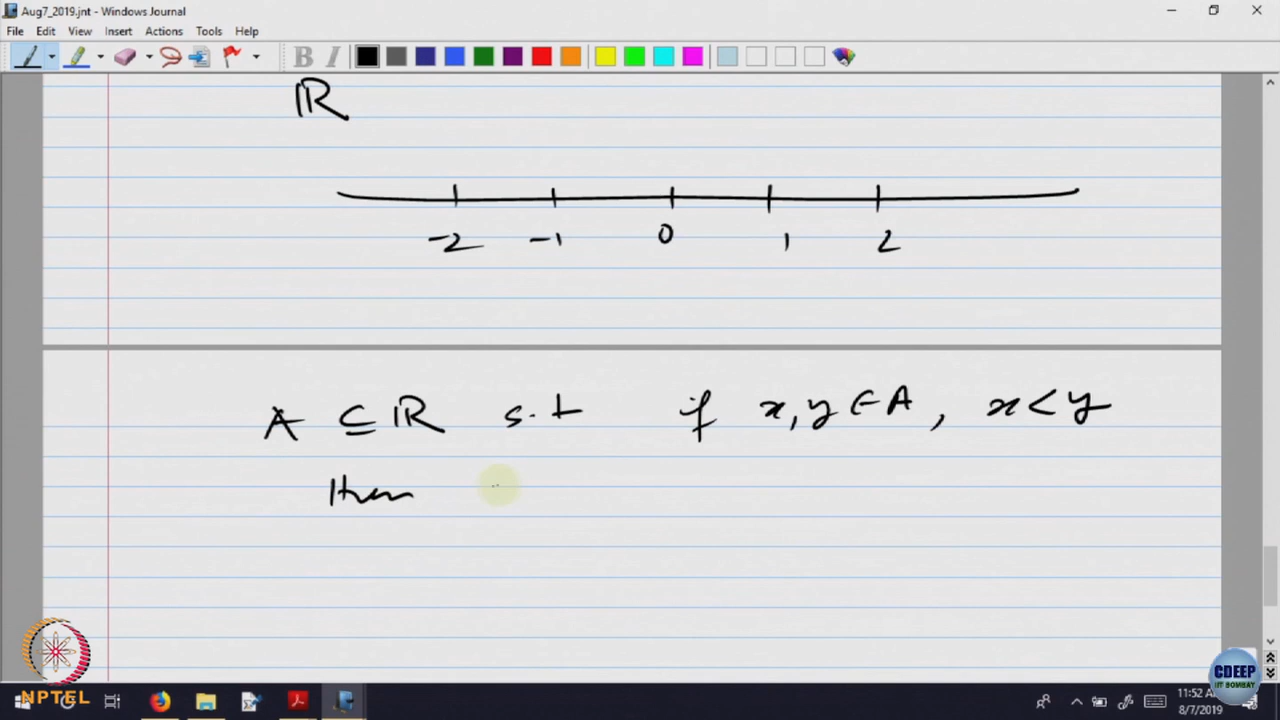 Aug7_2019.jnt - Windows Journal
File Edit View Insert Actions Tools Help
B I
ℝ
-2 -1 0 1 2
A ⊆ ℝ s.t if x, y ∈ A, x < y
then
NPTEL
CDEEP
IIT BOMBAY
11:52 AM
8/7/2019